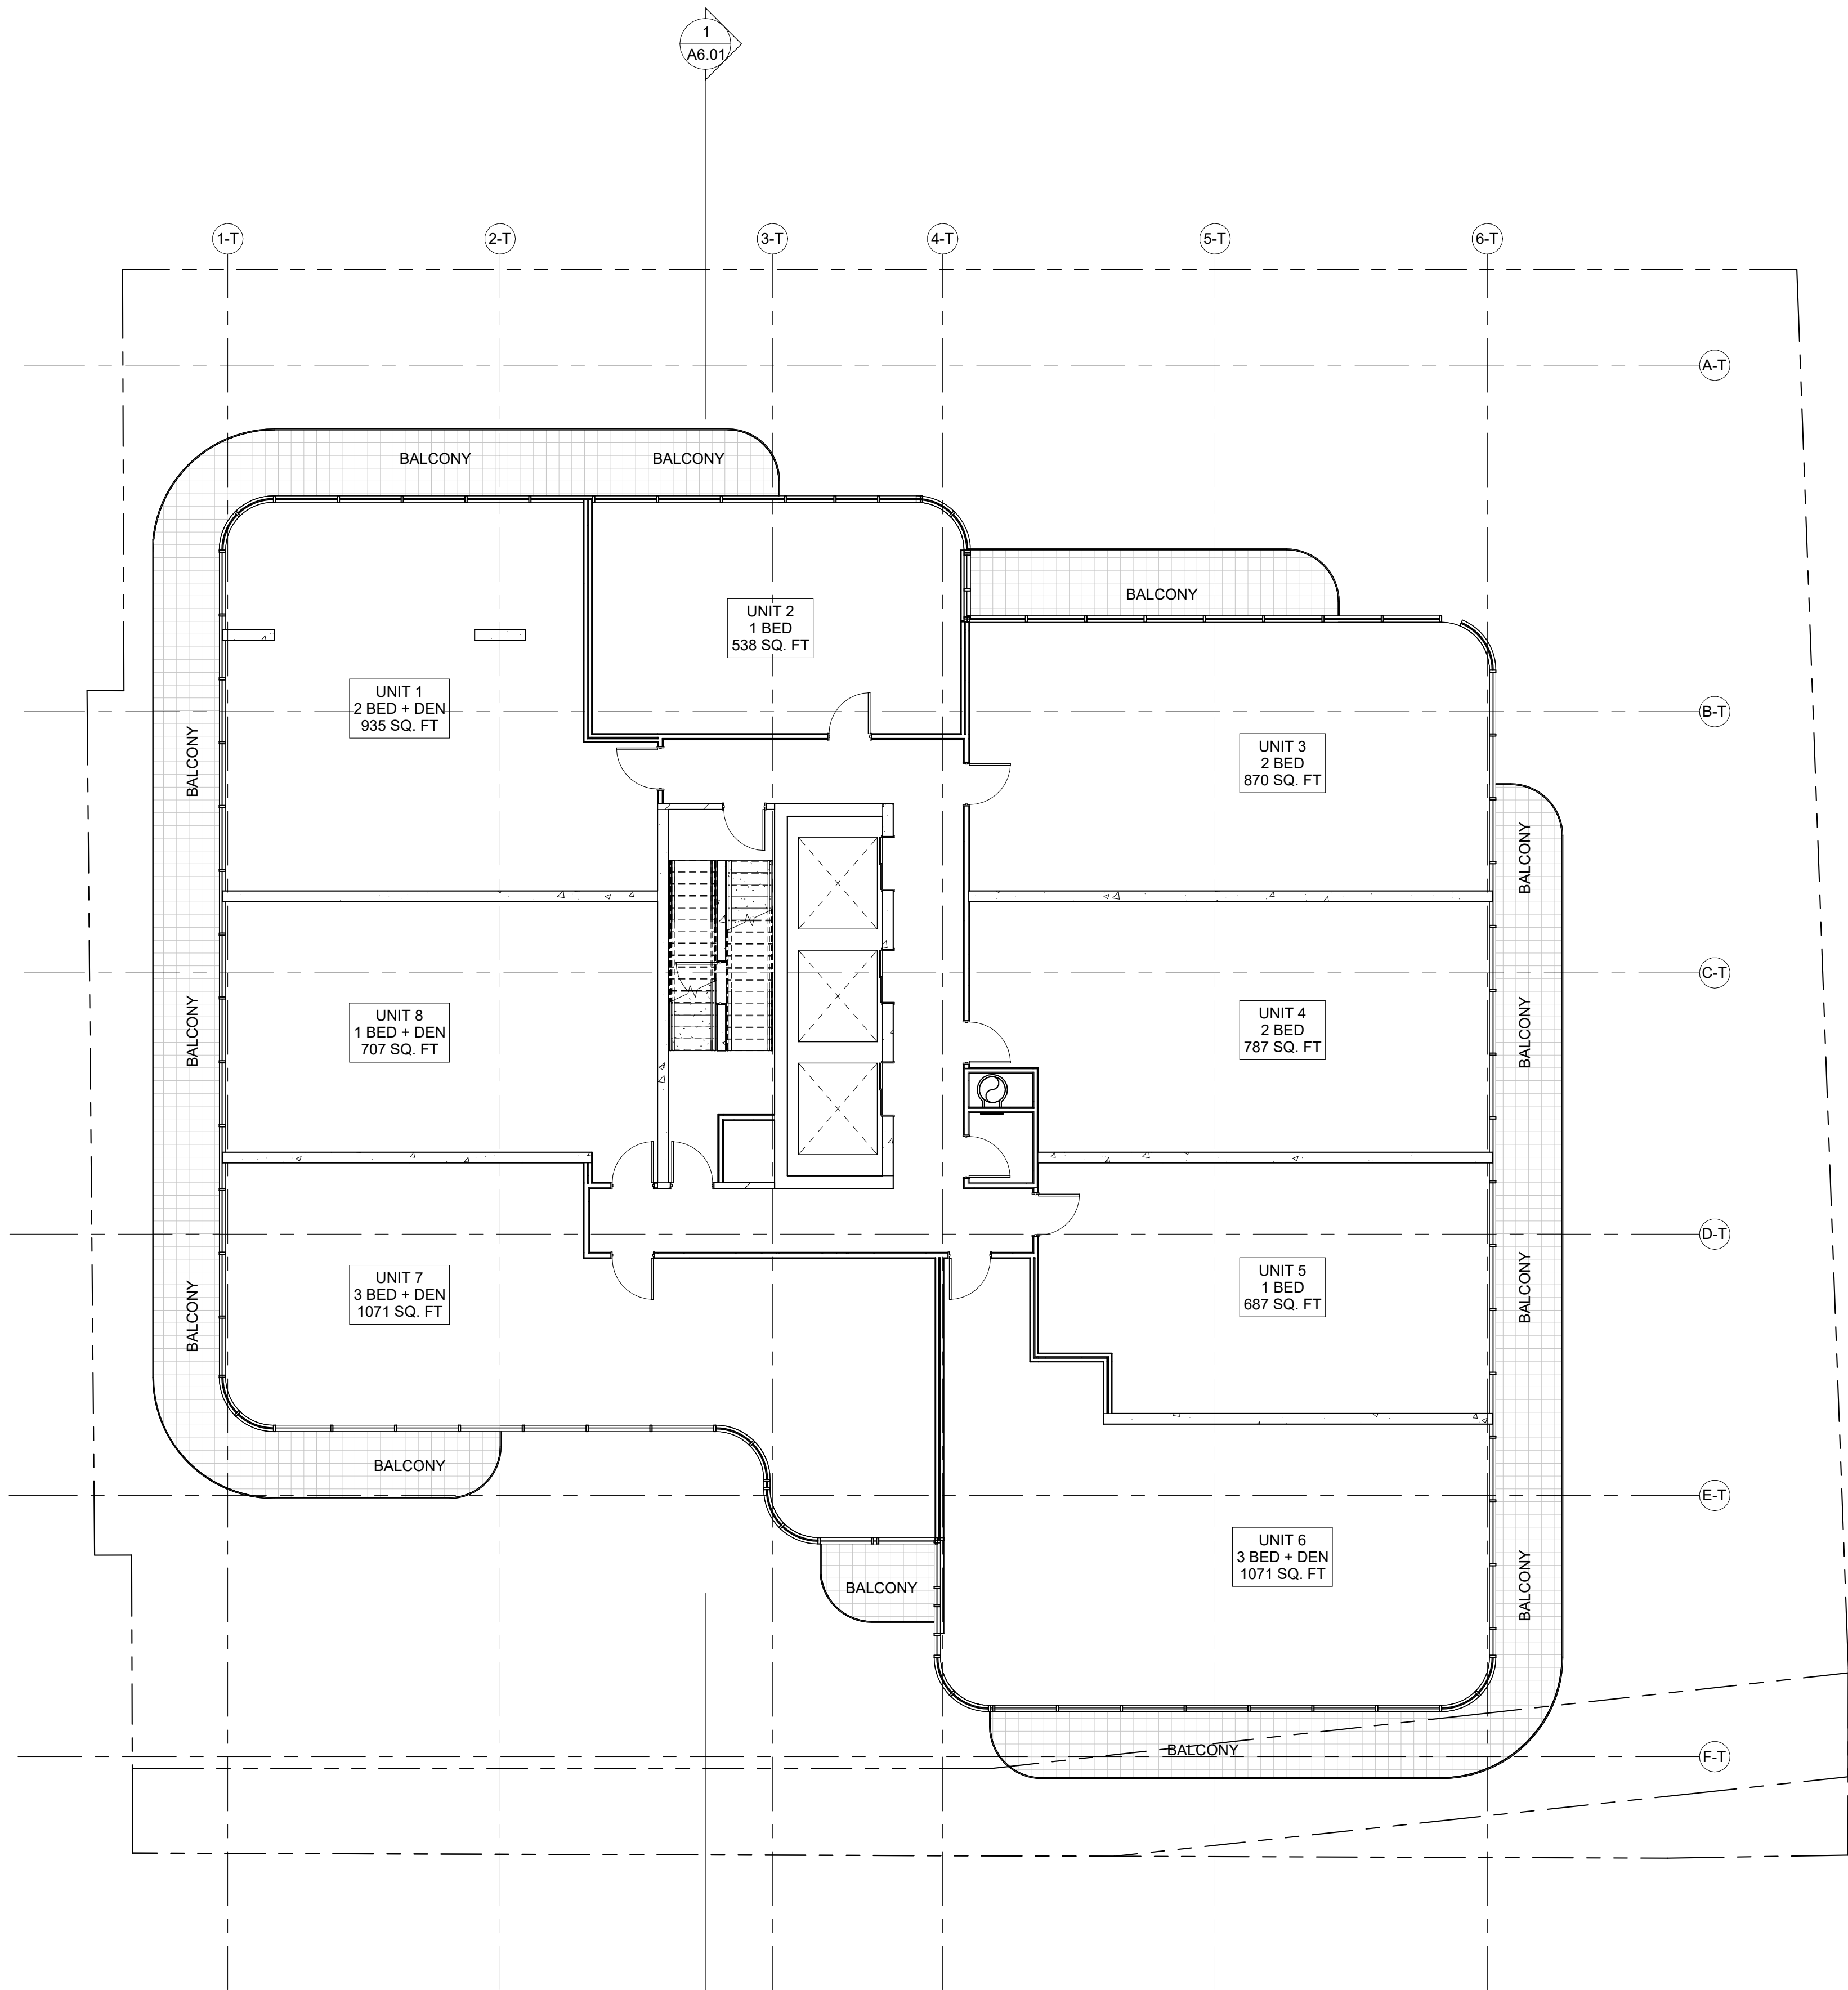 1
A6.01
1-T
2-T
3-T
4-T
5-T
6-T
A-T
BALCONY
BALCONY
BALCONY
UNIT 2
1 BED
538 SQ. FT
UNIT 1
2 BED + DEN
935 SQ. FT
B-T
UNIT 3
2 BED
870 SQ. FT
BALCONY
BALCONY
C-T
UNIT 8
1 BED + DEN
707 SQ. FT
UNIT 4
2 BED
787 SQ. FT
BALCONY
BALCONY
D-T
UNIT 7
3 BED + DEN
1071 SQ. FT
UNIT 5
1 BED
687 SQ. FT
BALCONY
BALCONY
BALCONY
E-T
UNIT 6
3 BED + DEN
1071 SQ. FT
BALCONY
BALCONY
BALCONY
F-T